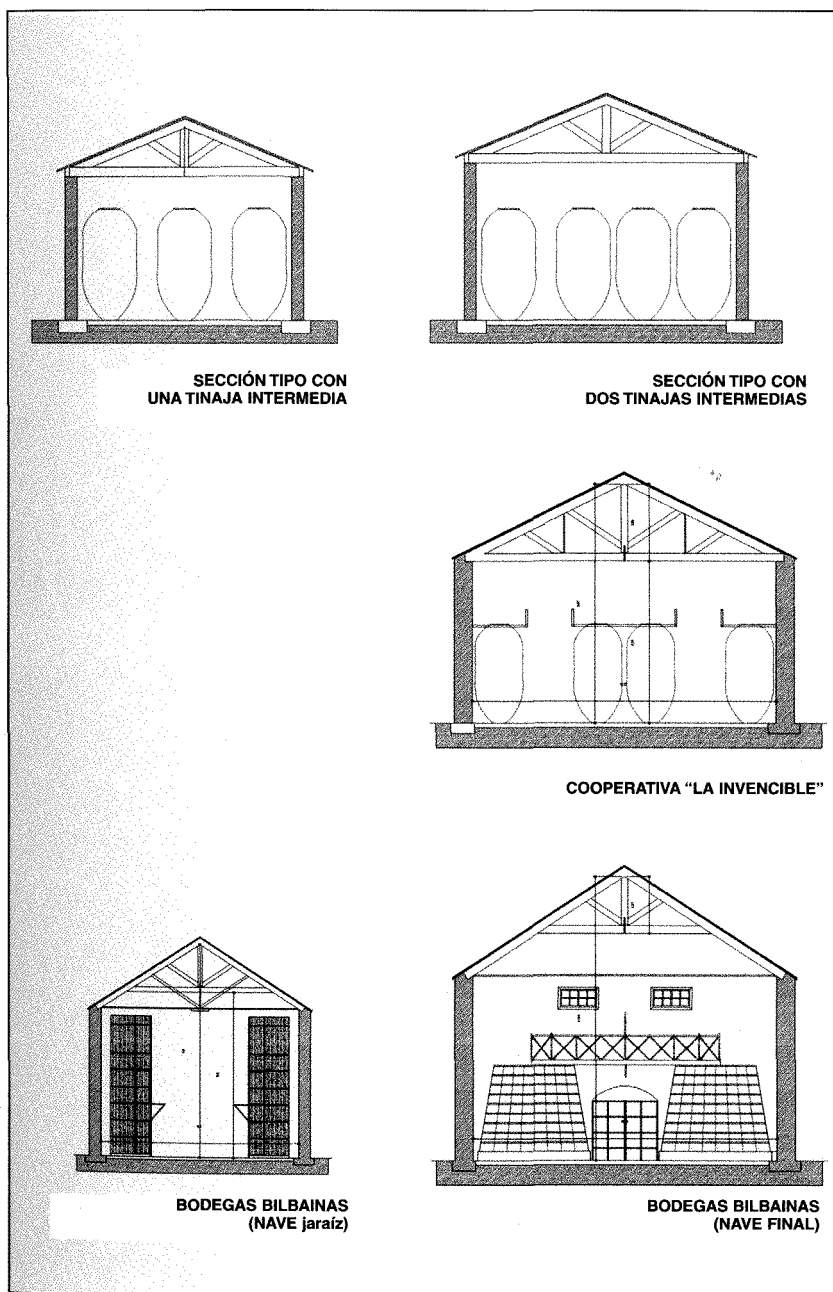 SECCIÓN TIPO CON
UNA TINAJA INTERMEDIA
SECCIÓN TIPO CON
DOS TINAJAS INTERMEDIAS
COOPERATIVA “LA INVENCIBLE”
BODEGAS BILBAINAS
(NAVE jaraíz)
BODEGAS BILBAINAS
(NAVE FINAL)